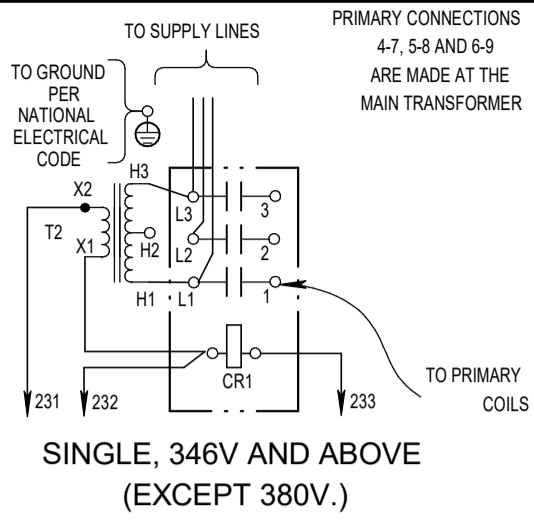 TO SUPPLY LINES
PRIMARY CONNECTIONS
4-7, 5-8 AND 6-9
ARE MADE AT THE
MAIN TRANSFORMER
TO GROUND
PER
NATIONAL
ELECTRICAL
CODE
H3
X2
L3
3
T2
X1
H2
L2
2
H1
L1
1
CR1
TO PRIMARY
COILS
231
232
233
SINGLE, 346V AND ABOVE
(EXCEPT 380V.)